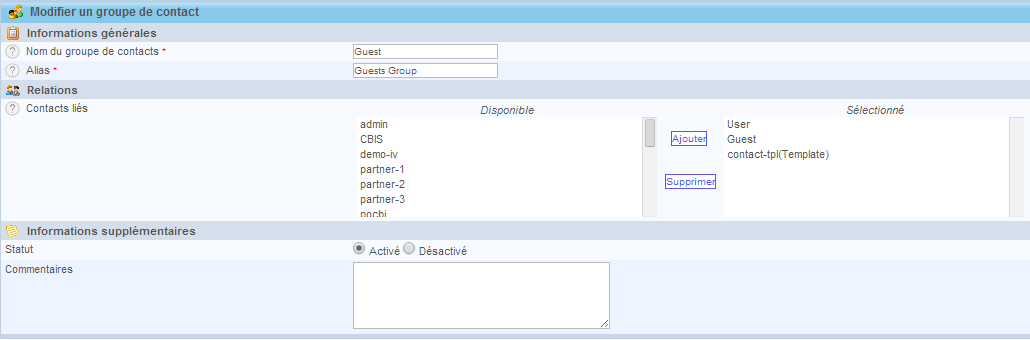 Modifier un groupe de contact
Informations générales
? Nom du groupe de contacts * Guest
? Alias * Guests Group
Relations
? Contacts liés Disponible Sélectionné
admin User
CBIS Ajouter Guest
demo-iv contact-tpl(Template)
partner-1
partner-2 Supprimer
partner-3
pocbi
Informations supplémentaires
Statut Activé Désactivé
Commentaires